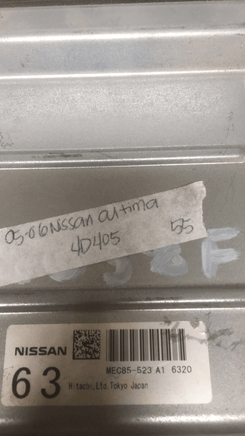 05-06 Nissan altima
4D405 55
NISSAN
63
MEC85-523 A1 6320
Hitachi,Ltd.Tokyo Japan